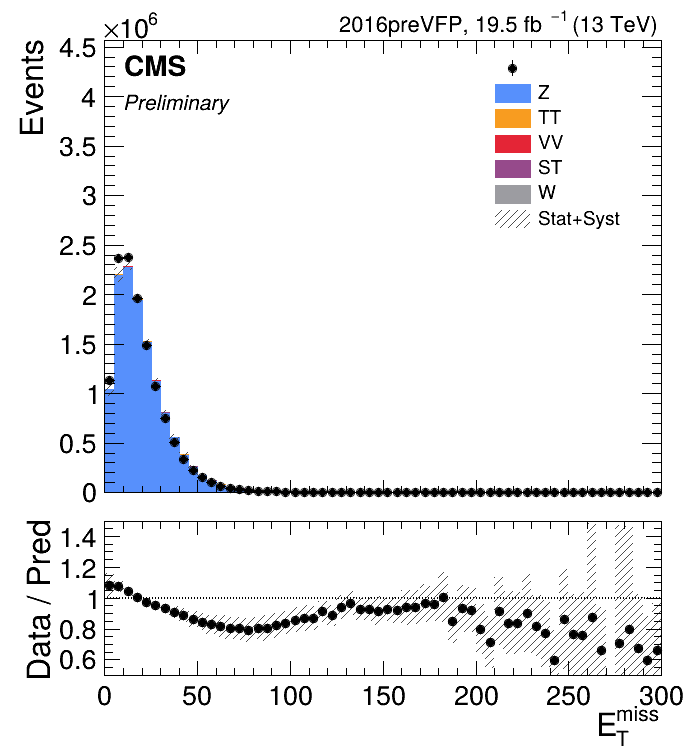 ×10⁶
2016preVFP, 19.5 fb ⁻¹ (13 TeV)
CMS
Preliminary
Events
4.5
4
3.5
3
2.5
2
1.5
1
0.5
0
Z
TT
VV
ST
W
Stat+Syst
Data / Pred
1.4
1.2
1
0.8
0.6
0
50
100
150
200
250
300
E_T^miss